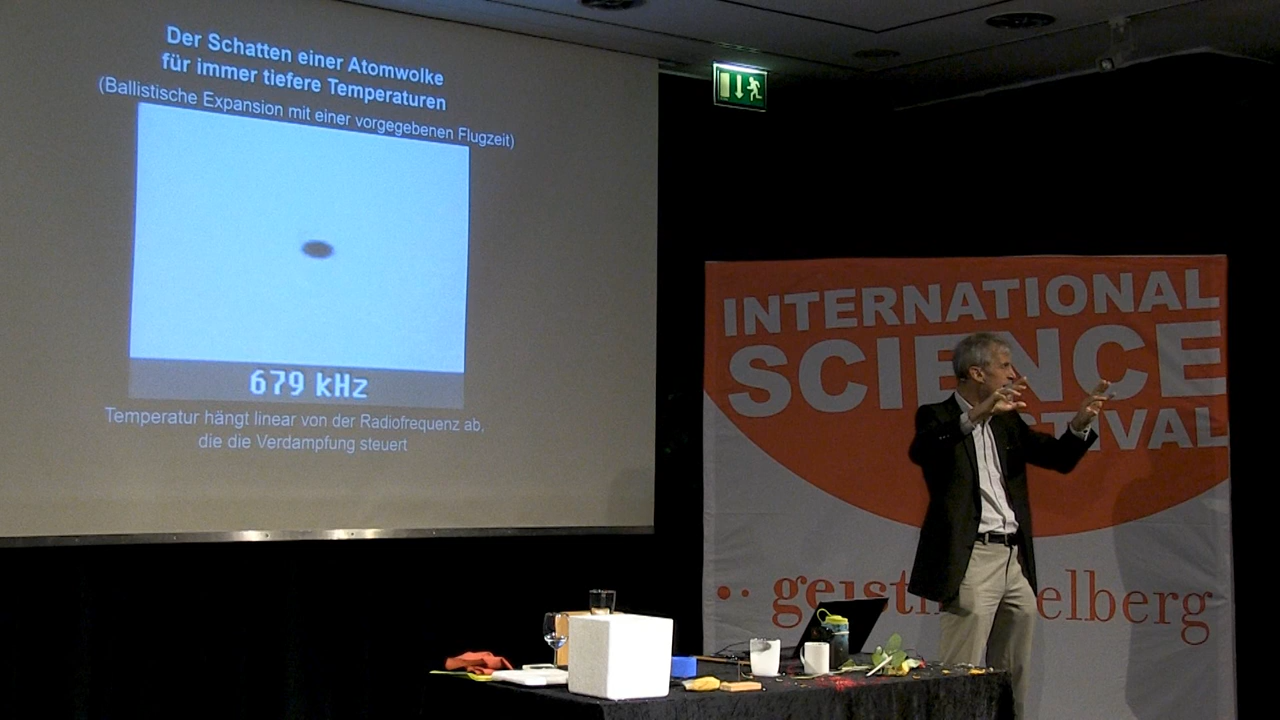 Der Schatten einer Atomwolke
für immer tiefere Temperaturen
(Ballistische Expansion mit einer vorgegebenen Flugzeit)
679 kHz
Temperatur hängt linear von der Radiofrequenz ab,
die die Verdampfung steuert
INTERNATIONAL
SCIENCE
TIVAL
geist elberg